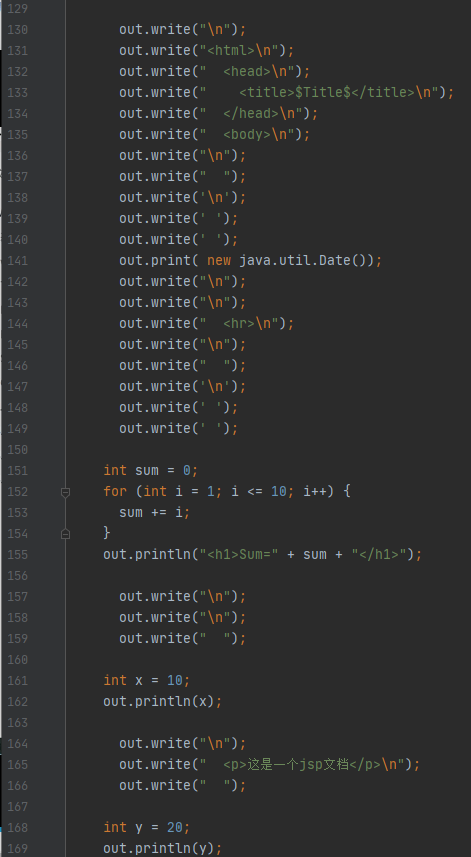 129
130 out.write("\n");
131 out.write("<html>\n");
132 out.write("  <head>\n");
133 out.write("    <title>$Title$</title>\n");
134 out.write("  </head>\n");
135 out.write("  <body>\n");
136 out.write("\n");
137 out.write("  ");
138 out.write('\n');
139 out.write(' ');
140 out.write(' ');
141 out.print( new java.util.Date());
142 out.write("\n");
143 out.write("\n");
144 out.write("  <hr>\n");
145 out.write("\n");
146 out.write("  ");
147 out.write('\n');
148 out.write(' ');
149 out.write(' ');
150
151 int sum = 0;
152 for (int i = 1; i <= 10; i++) {
153 sum += i;
154 }
155 out.println("<h1>Sum=" + sum + "</h1>");
156
157 out.write("\n");
158 out.write("\n");
159 out.write("  ");
160
161 int x = 10;
162 out.println(x);
163
164 out.write("\n");
165 out.write("  <p>这是一个jsp文档</p>\n");
166 out.write("  ");
167
168 int y = 20;
169 out.println(y);